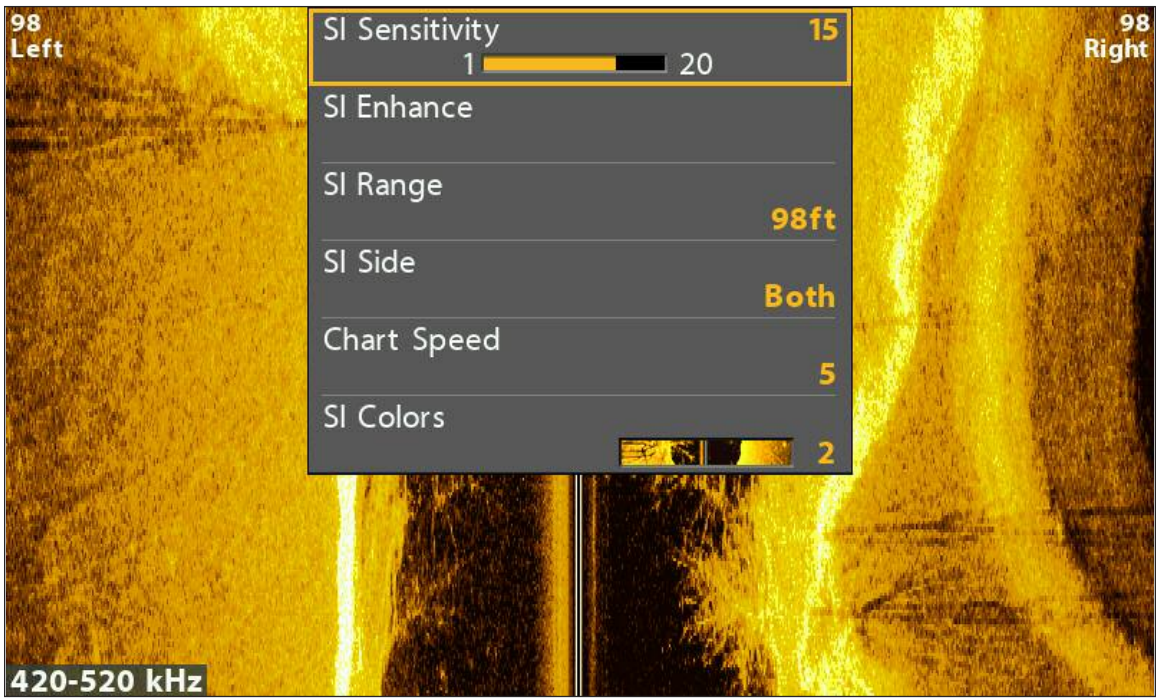 98
Left
98
Right
SI Sensitivity 15
1 20
SI Enhance
SI Range
98ft
SI Side
Both
Chart Speed
5
SI Colors
2
420-520 kHz